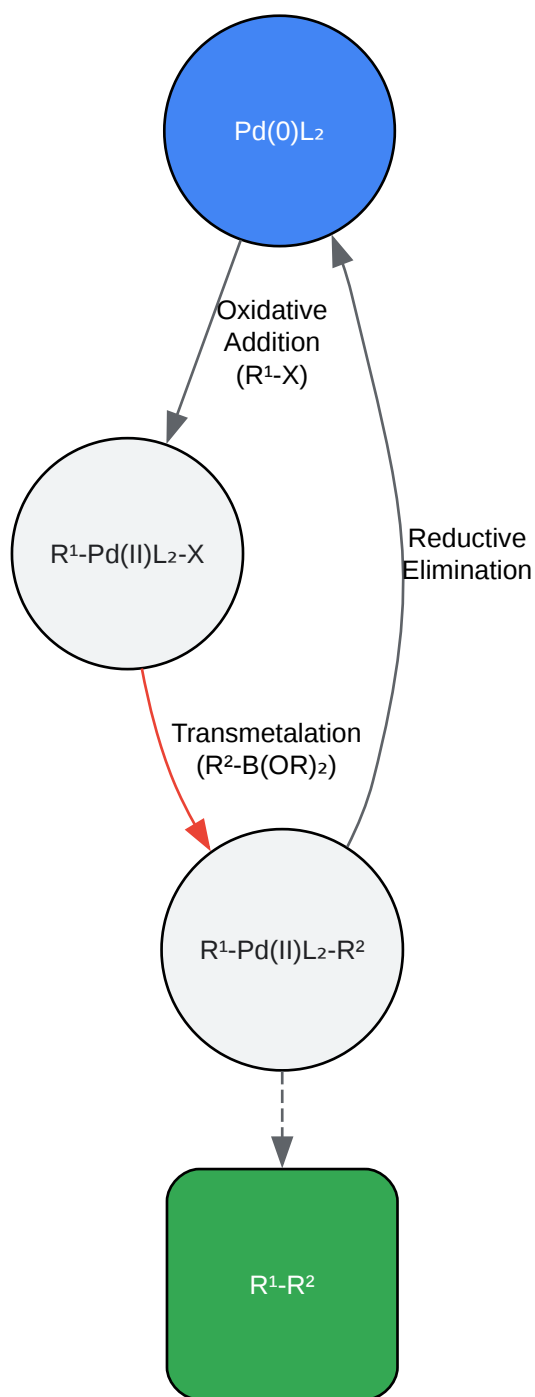 Pd(0)L₂
Oxidative
Addition
(R¹-X)
R¹-Pd(II)L₂-X
Reductive
Elimination
Transmetalation
(R²-B(OR)₂)
R¹-Pd(II)L₂-R²
R¹-R²